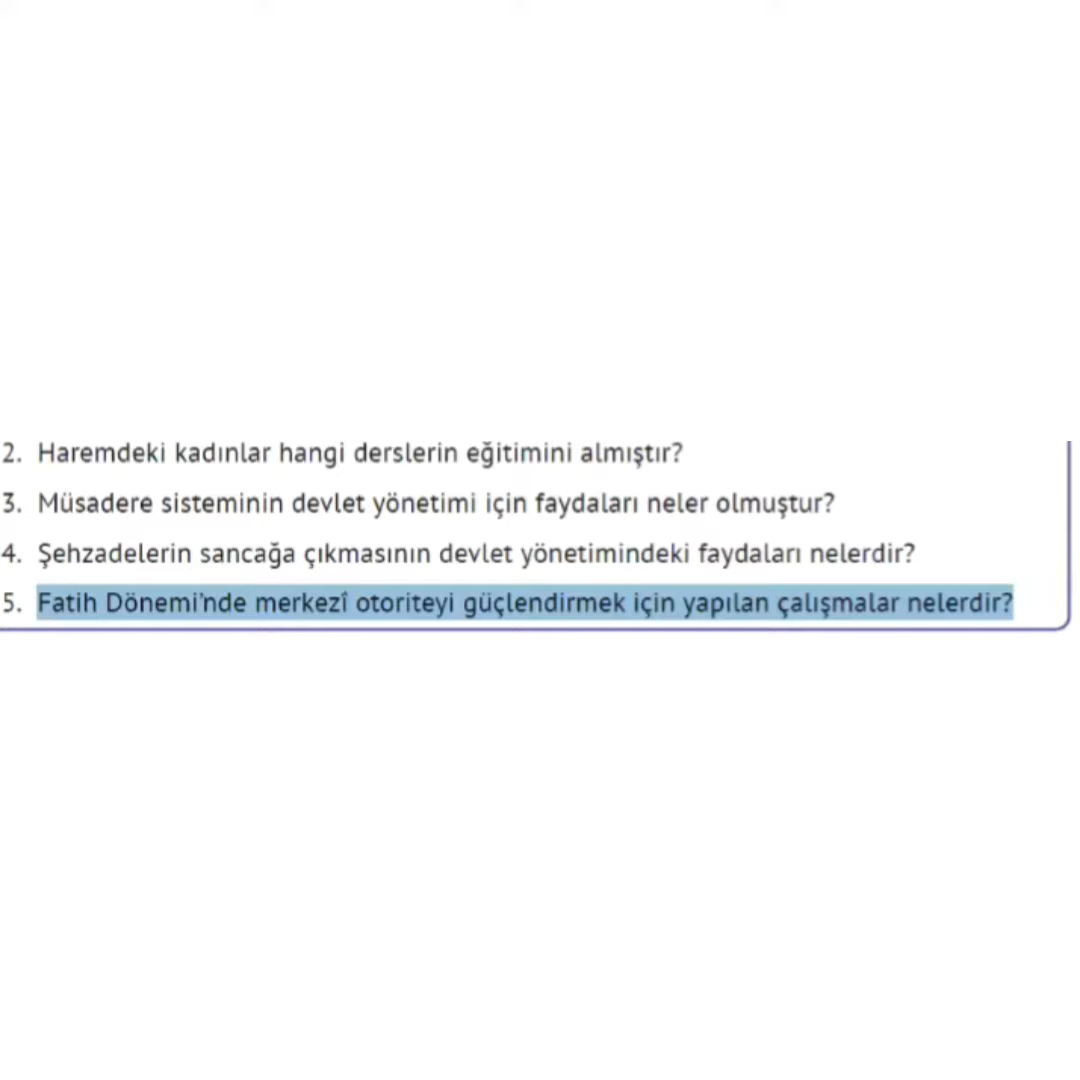 2. Haremdeki kadınlar hangi derslerin eğitimini almıştır?
3. Müsadere sisteminin devlet yönetimi için faydaları neler olmuştur?
4. Şehzadelerin sancağa çıkmasının devlet yönetimindeki faydaları nelerdir?
5. Fatih Dönemi'nde merkezî otoriteyi güçlendirmek için yapılan çalışmalar nelerdir?